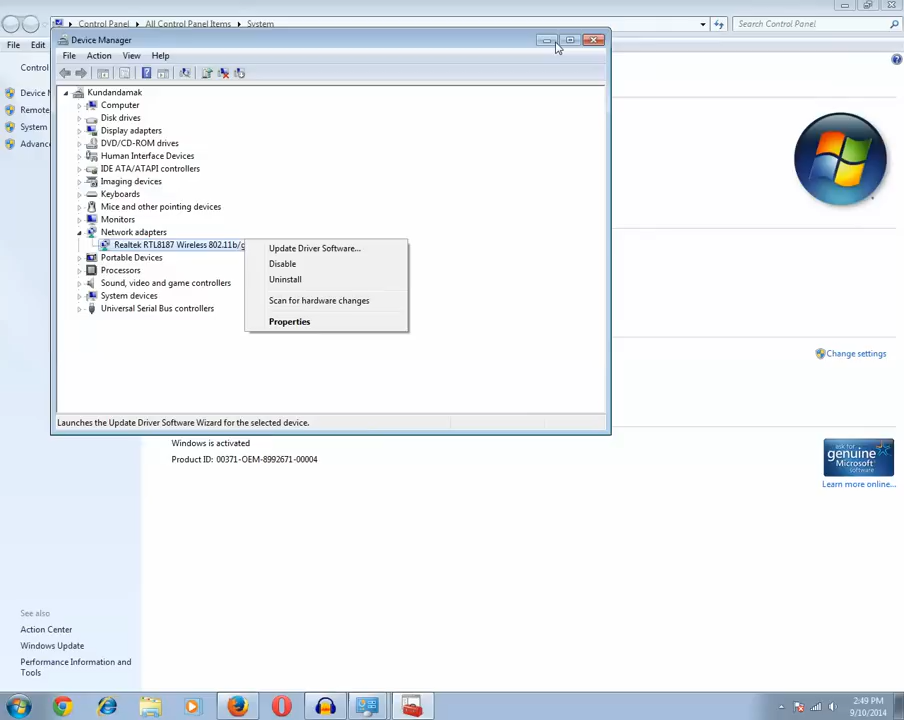 Control Panel
All Control Panel Items
System
Search Control Panel
File
Edit
Device Manager
File
Action
View
Help
Control
Device M
Remote
System
Advanc
Kundandamak
Computer
Disk drives
Display adapters
DVD/CD-ROM drives
Human Interface Devices
IDE ATA/ATAPI controllers
Imaging devices
Keyboards
Mice and other pointing devices
Monitors
Network adapters
Realtek RTL8187 Wireless 802.11b/g
Portable Devices
Processors
Sound, video and game controllers
System devices
Universal Serial Bus controllers
Update Driver Software...
Disable
Uninstall
Scan for hardware changes
Properties
Launches the Update Driver Software Wizard for the selected device.
Change settings
Windows is activated
Product ID: 00371-OEM-8992671-00004
ask for
genuine
Microsoft
software
Learn more online...
See also
Action Center
Windows Update
Performance Information and
Tools
2:49 PM
9/10/2014